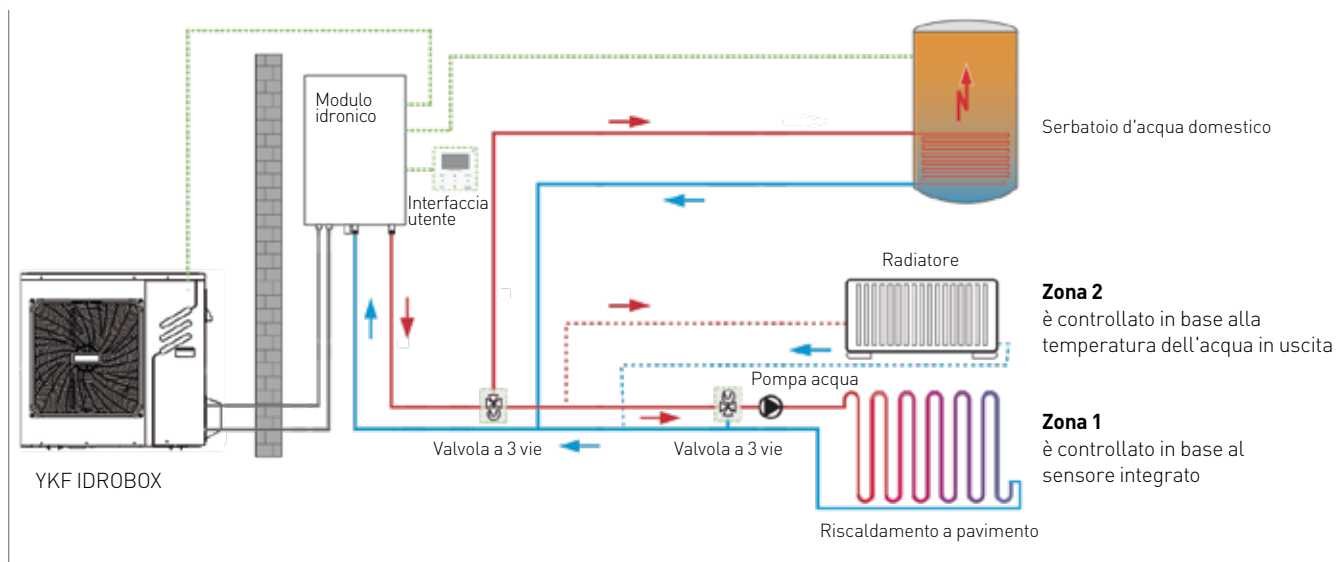 Modulo
idronico
Serbatoio d'acqua domestico
Interfaccia
utente
Radiatore
Zona 2
è controllato in base alla
temperatura dell'acqua in uscita
Pompa acqua
Zona 1
è controllato in base al
sensore integrato
Valvola a 3 vie
Valvola a 3 vie
YKF IDROBOX
Riscaldamento a pavimento